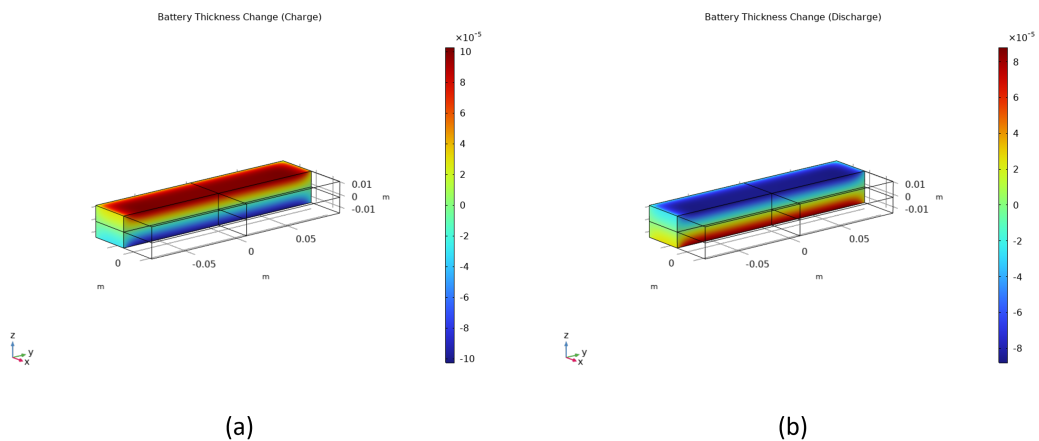 Battery Thickness Change (Charge)
×10⁻⁵
10
8
6
4
2
0
-2
-4
-6
-8
-10
0.01
0
-0.01
m
0.05
0
-0.05
m
0
m
z
y
x
(a)
Battery Thickness Change (Discharge)
×10⁻⁵
8
6
4
2
0
-2
-4
-6
-8
0.01
0
-0.01
m
0.05
0
-0.05
m
0
m
z
y
x
(b)